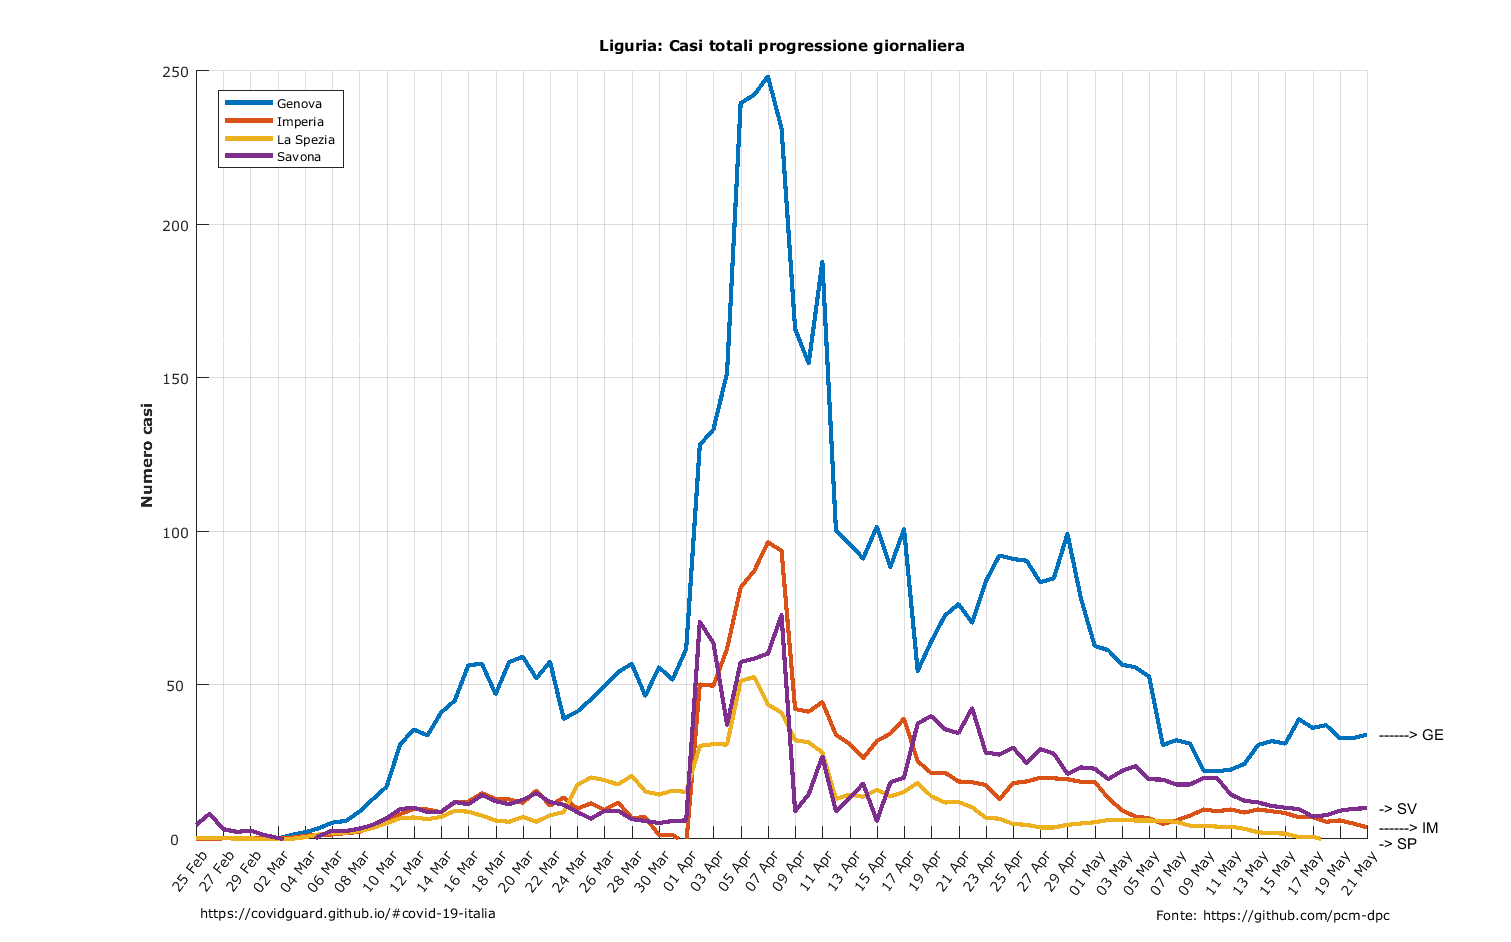 Liguria: Casi totali progressione giornaliera
250
200
150
100
50
0
Numero casi
Genova
Imperia
La Spezia
Savona
------> GE
-> SV
------> IM
-> SP
25 Feb
27 Feb
29 Feb
02 Mar
04 Mar
06 Mar
08 Mar
10 Mar
12 Mar
14 Mar
16 Mar
18 Mar
20 Mar
22 Mar
24 Mar
26 Mar
28 Mar
30 Mar
01 Apr
03 Apr
05 Apr
07 Apr
09 Apr
11 Apr
13 Apr
15 Apr
17 Apr
19 Apr
21 Apr
23 Apr
25 Apr
27 Apr
29 Apr
01 May
03 May
05 May
07 May
09 May
11 May
13 May
15 May
17 May
19 May
21 May
https://covidguard.github.io/#covid-19-italia
Fonte: https://github.com/pcm-dpc